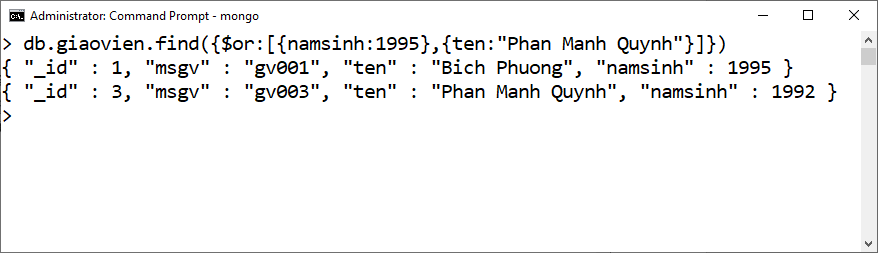 Administrator: Command Prompt - mongo
> db.giaovien.find({$or:[{namsinh:1995},{ten:"Phan Manh Quynh"}]})
{ "_id" : 1, "msgv" : "gv001", "ten" : "Bich Phuong", "namsinh" : 1995 }
{ "_id" : 3, "msgv" : "gv003", "ten" : "Phan Manh Quynh", "namsinh" : 1992 }
>